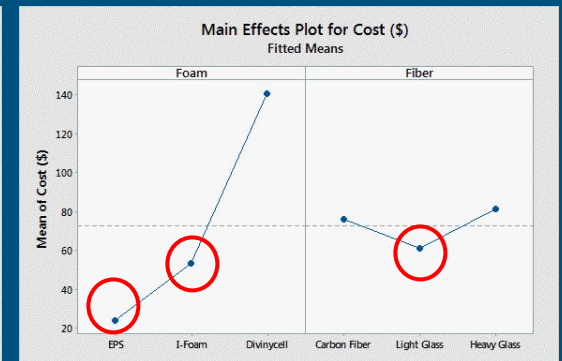 Main Effects Plot for Cost ($)
Fitted Means
Foam Fiber
Mean of Cost ($)
140
120
100
80
60
40
20
EPS I-Foam Divinycell Carbon Fiber Light Glass Heavy Glass